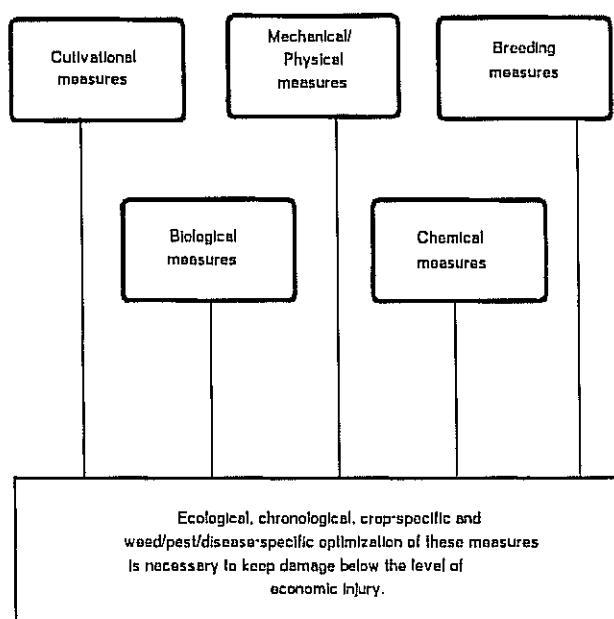 Cutivational
measures
Mechanical/
Physical
measures
Breeding
measures
Biological
measures
Chemical
measures
Ecological, chronological, crop-specific and
weed/pest/disease-specific optimization of these measures
is necessary to keep damage below the level of
economic injury.